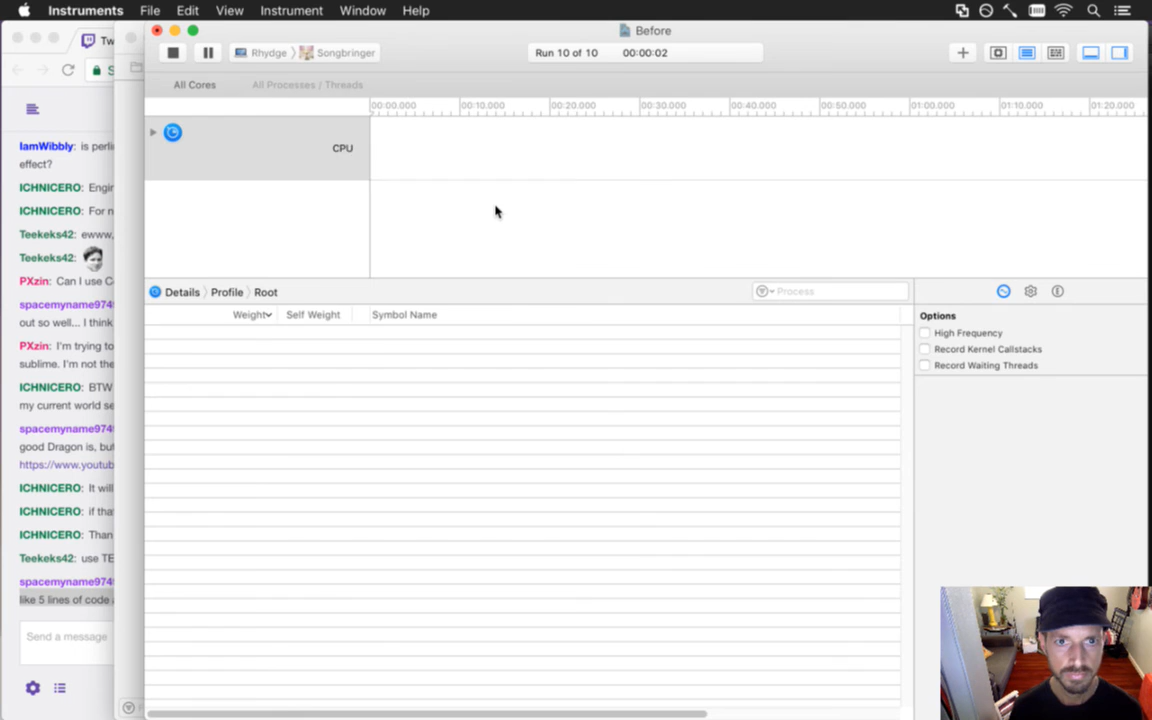 Instruments File Edit View Instrument Window Help
Before
Tw
Rhydge Songbringer Run 10 of 10 00:00:02
S
All Cores All Processes / Threads
00:00.000 00:10.000 00:20.000 00:30.000 00:40.000 00:50.000 01:00.000 01:10.000 01:20.000
CPU
IamWibbly: is perli
effect?
ICHNICERO: Engir
ICHNICERO: For n
Teekeks42: ewww,
Teekeks42:
PXzin: Can I use C
spacemyname974
out so well... I think
PXzin: I'm trying to
sublime. I'm not the
ICHNICERO: BTW
my current world se
spacemyname974
good Dragon is, but
https://www.youtub
ICHNICERO: It will
ICHNICERO: if tha
ICHNICERO: Than
Teekeks42: use TE
spacemyname974
like 5 lines of code
Send a message
Details Profile Root
Process
Weight Self Weight Symbol Name
Options
High Frequency
Record Kernel Callstacks
Record Waiting Threads